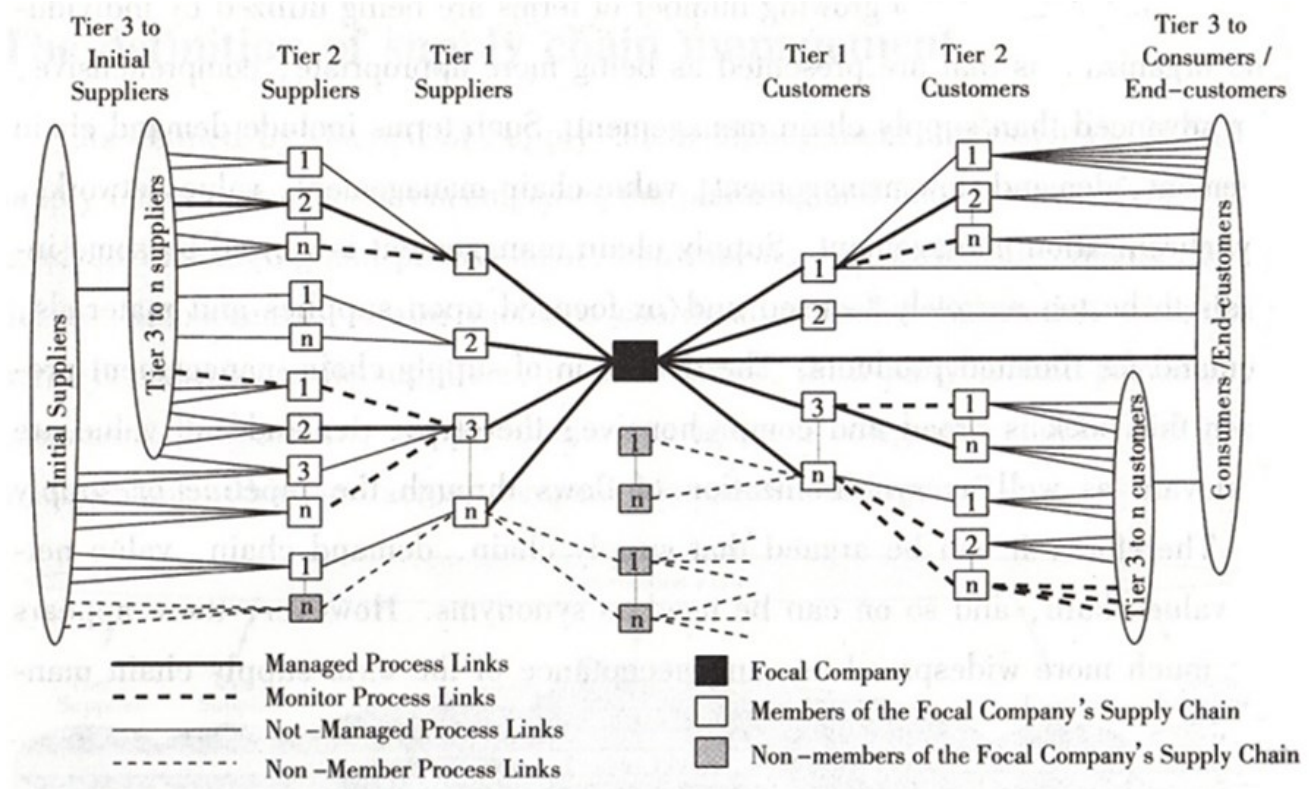 Tier 3 to
Initial
Suppliers
Tier 2
Suppliers
Tier 1
Suppliers
Tier 1
Customers
Tier 2
Customers
Tier 3 to
Consumers /
End-customers
Initial Suppliers
Tier 3 to n suppliers
1
2
n
1
n
1
2
3
n
1
n
1
2
3
n
1
n
1
n
1
2
3
n
1
2
n
1
n
1
2
n
Tier 3 to n customers
Consumers/End-customers
Managed Process Links
Monitor Process Links
Not-Managed Process Links
Non-Member Process Links
Focal Company
Members of the Focal Company's Supply Chain
Non-members of the Focal Company's Supply Chain